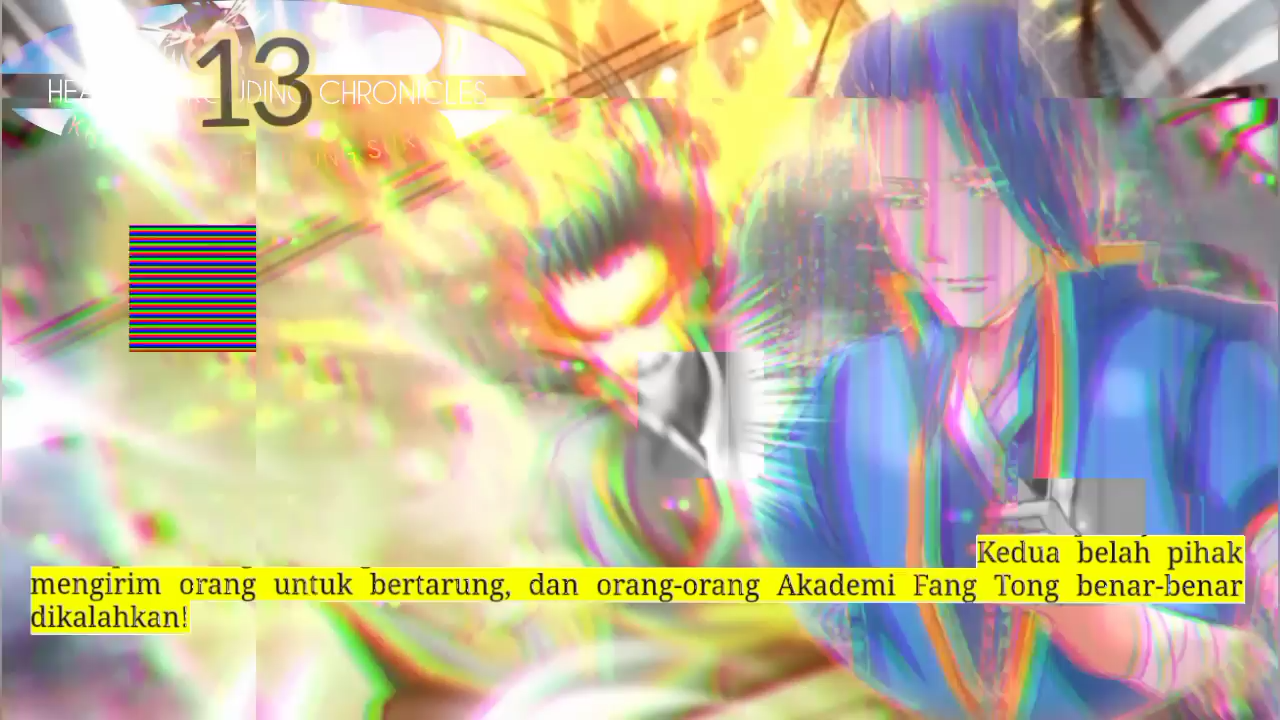 13
CHRONICLES
Kedua belah pihak
mengirim orang untuk bertarung, dan orang-orang Akademi Fang Tong benar-benar
dikalahkan!